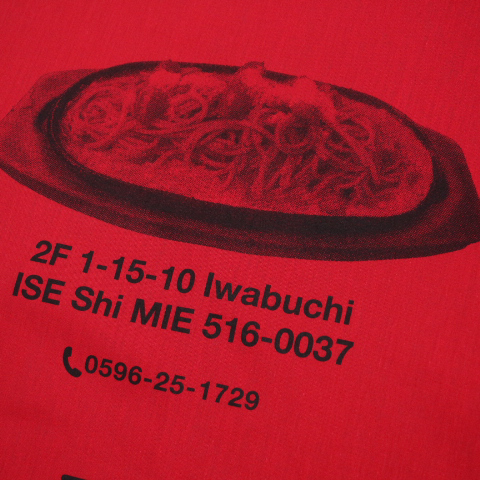 2F 1-15-10 Iwabuchi
ISE Shi MIE 516-0037
0596-25-1729